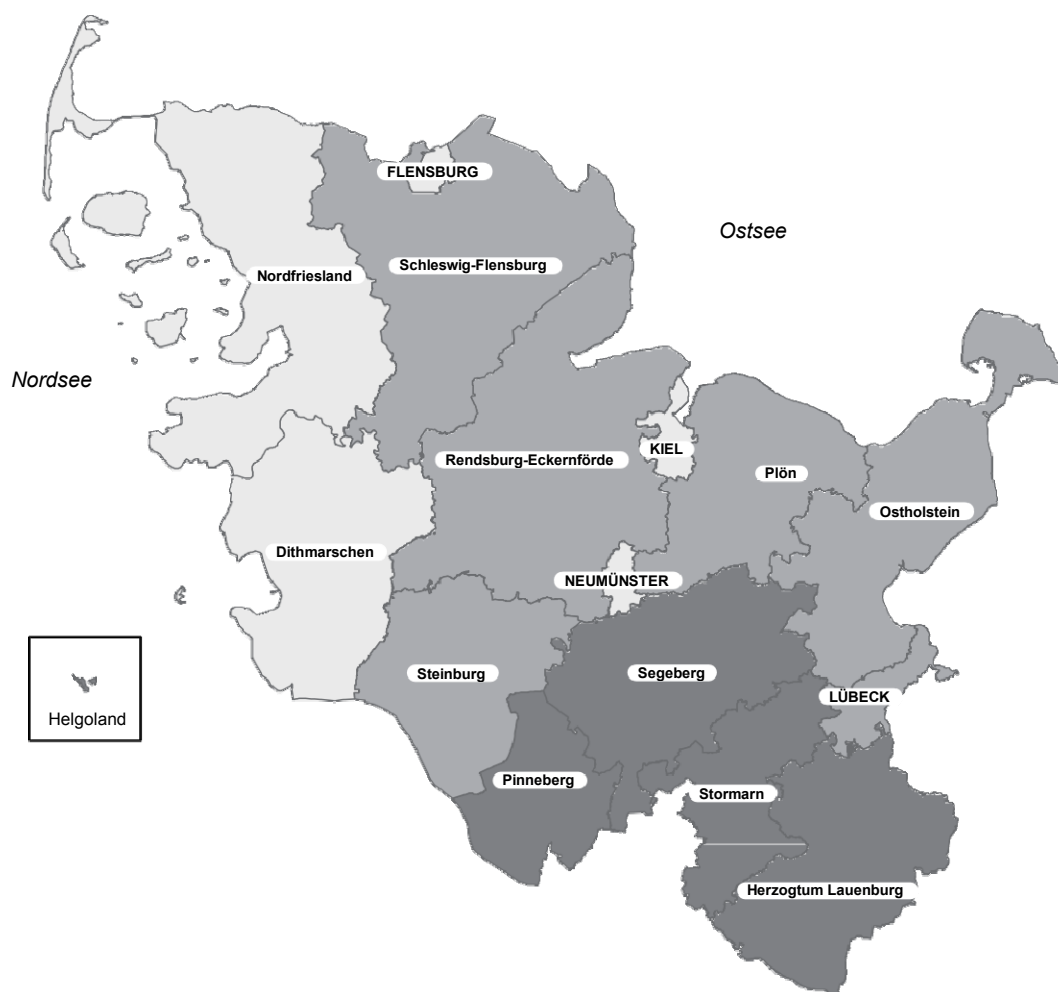 FLENSBURG
Ostsee
Schleswig-Flensburg
Nordfriesland
Nordsee
KIEL
Rendsburg-Eckernförde
Plön
Ostholstein
Dithmarschen
NEUMÜNSTER
Steinburg
Segeberg
LÜBECK
Helgoland
Pinneberg
Stormarn
Herzogtum Lauenburg